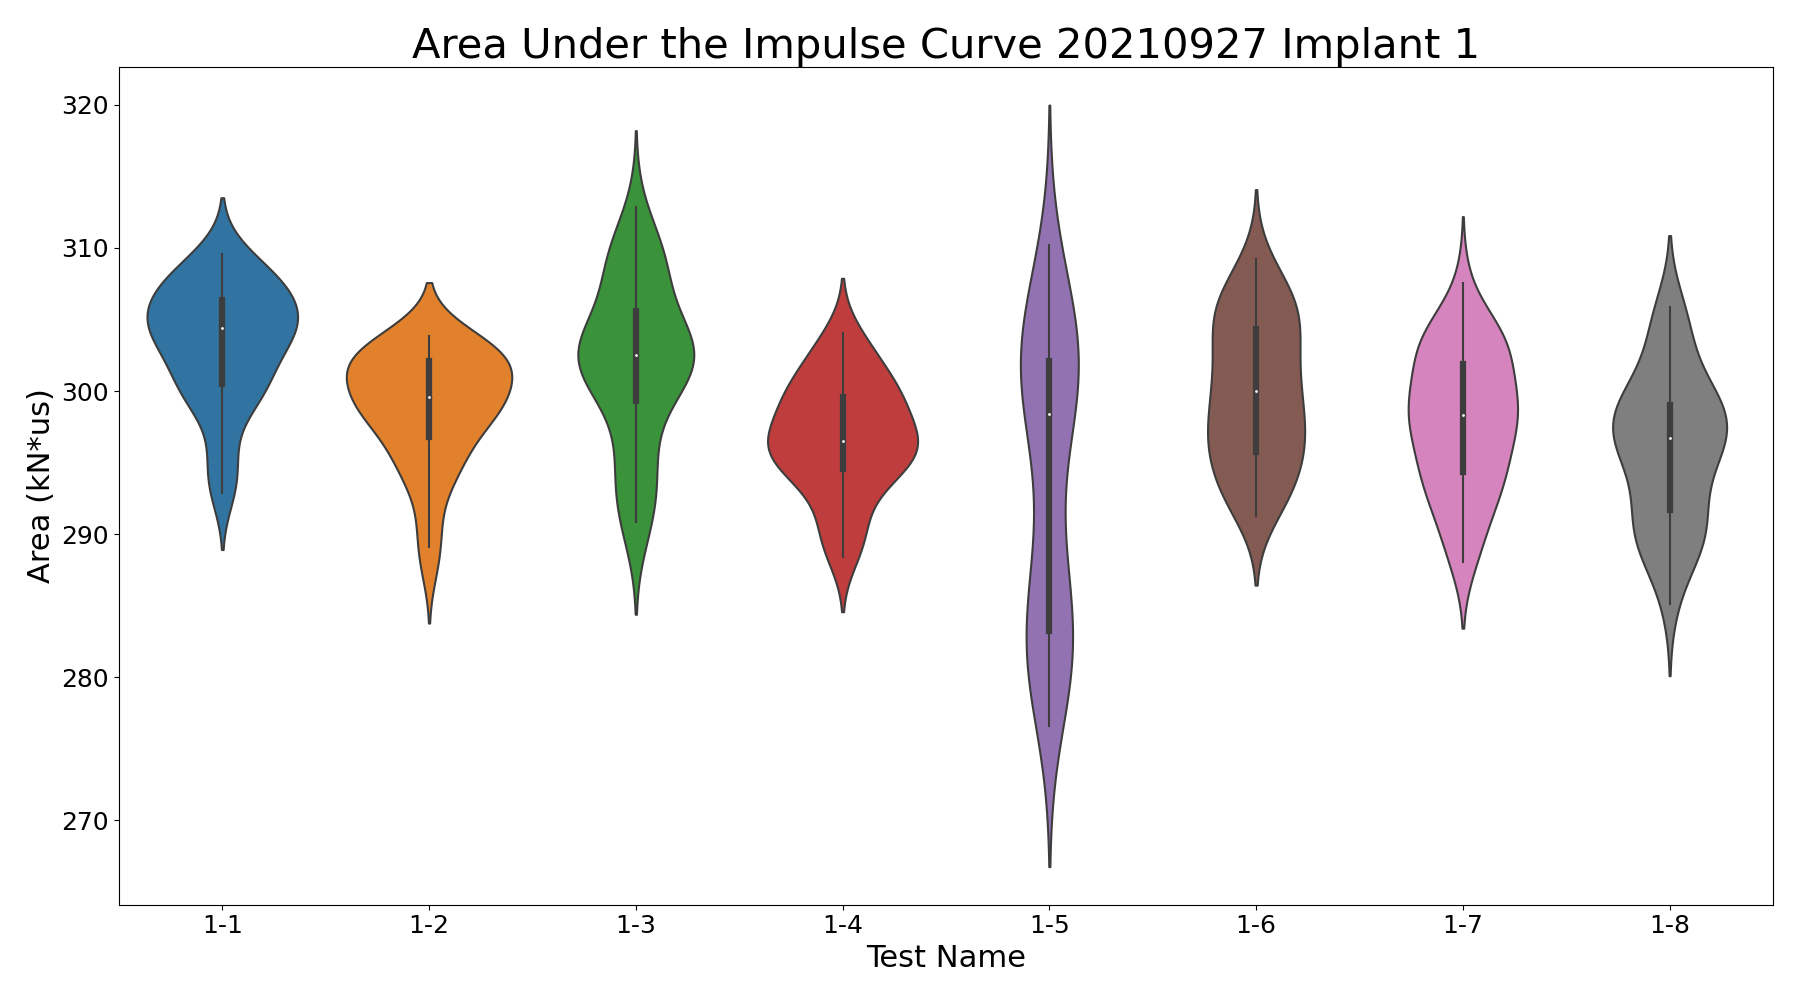 Area Under the Impulse Curve 20210927 Implant 1
Area (kN*us)
320
310
300
290
280
270
1-1 1-2 1-3 1-4 1-5 1-6 1-7 1-8
Test Name